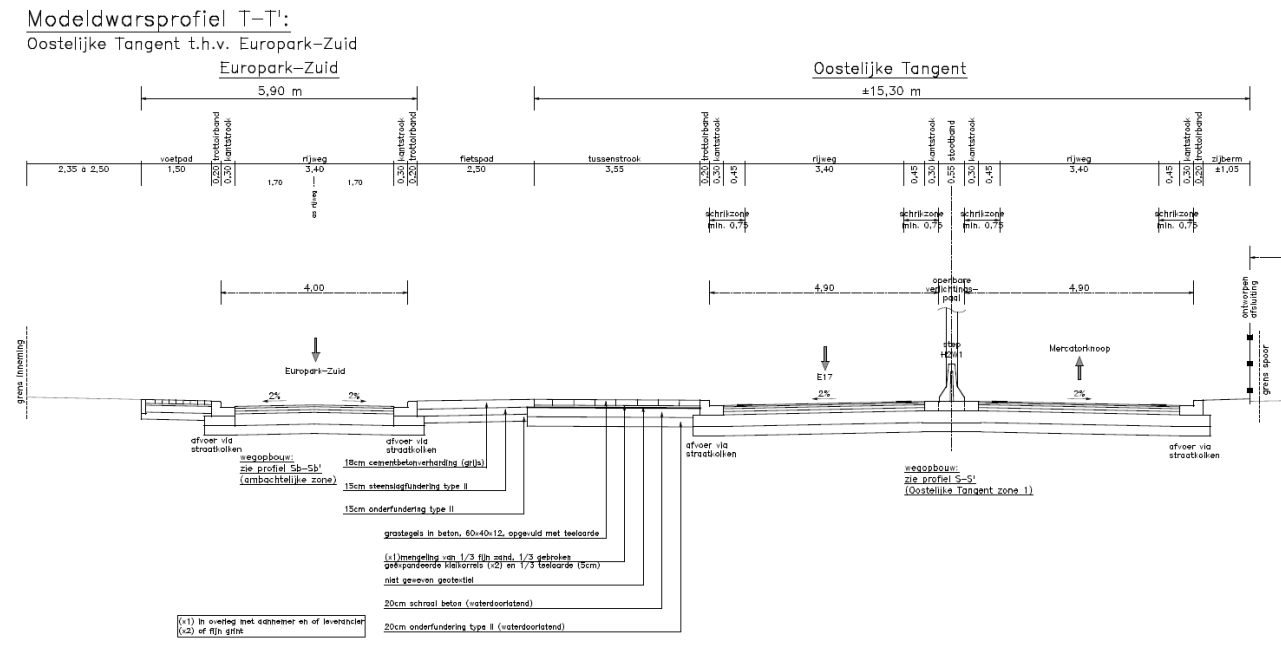 Modeldwarsprofiel T-T':
Oostelijke Tangent t.h.v. Europark-Zuid
Europark-Zuid
Oostelijke Tangent
5,90 m
±15,30 m
2,35 à 2,50
voetpad
1,50
trottoirband
0,20
kantstrook
0,30
rijweg
3,40
1,70
1,70
kantstrook
0,30
trottoirband
0,20
fietspad
2,50
tussenstrook
3,55
trottoirband
0,20
kantstrook
0,30
0,45
rijweg
3,40
0,45
kantstrook
0,30
stootband
0,55
kantstrook
0,30
0,45
rijweg
3,40
0,45
kantstrook
0,30
trottoirband
0,20
zijberm
±1,05
schrikzone
min. 0,75
schrikzone
min. 0,75
schrikzone
min. 0,75
schrikzone
min. 0,75
4,00
4,90
4,90
openbare
verlichtings-
paal
ontworpen
afsluiting
grens inneming
grens spoor
Europark-Zuid
E17
step
Mercatorknoop
2%
2%
2%
2%
afvoer via
straatkolken
afvoer via
straatkolken
afvoer via
straatkolken
afvoer via
straatkolken
wegopbouw:
zie profiel Sb-Sb'
(ambachtelijke zone)
wegopbouw:
zie profiel S-S'
(Oostelijke Tangent zone 1)
18cm cementbetonverharding (grijs)
15cm steenslagfundering type II
15cm onderfundering type II
grastegels in beton, 60x40x12, opgevuld met teelaarde
(x1)mengeling van 1/3 fijn zand, 1/3 gebroken
geëxpandeerde kleikorrels (x2) en 1/3 teelaarde (5cm)
niet geweven geotextiel
20cm schraal beton (waterdoorlatend)
20cm onderfundering type II (waterdoorlatend)
(x1) in overleg met aannemer en of leverancier
(x2) of fijn grint